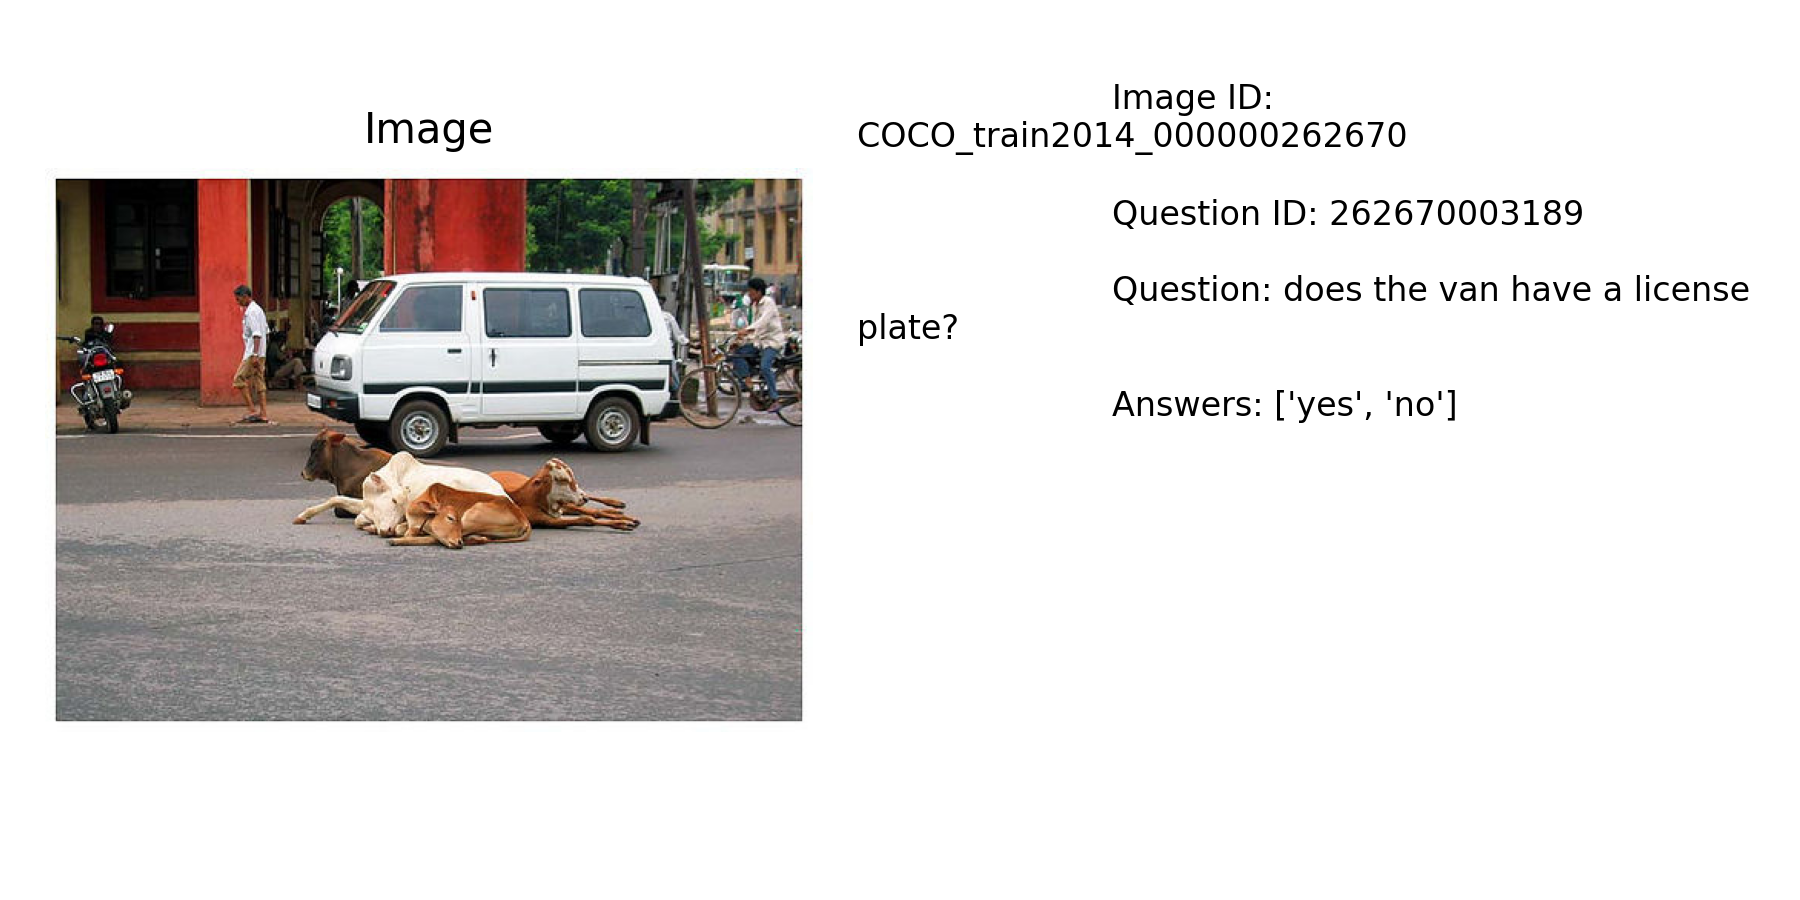 Image
Image ID:
COCO_train2014_000000262670
Question ID: 262670003189
Question: does the van have a license
plate?
Answers: ['yes', 'no']